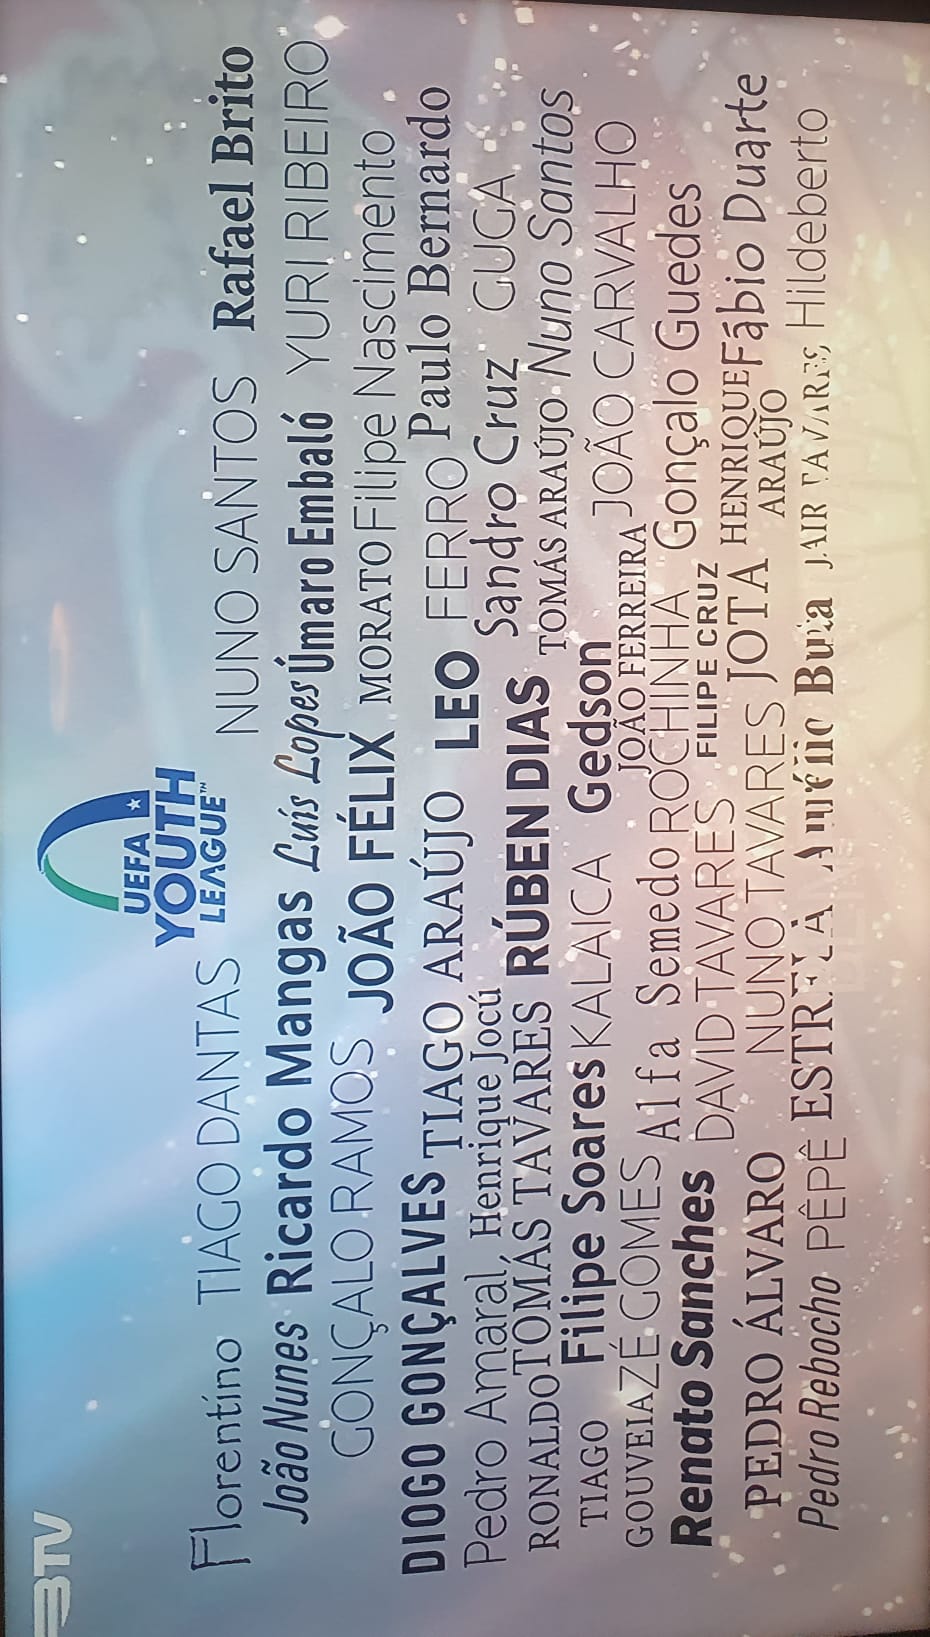 BTV
UEFA
YOUTH
LEAGUE™
Florentino TIAGO DANTAS NUNO SANTOS Rafael Brito
João Nunes Ricardo Mangas Luís Lopes Úmaro Embaló YURI RIBEIRO
GONÇALO RAMOS JOÃO FÉLIX MORATO Filipe Nascimento
DIOGO GONÇALVES TIAGO ARAÚJO LEO FERRO Paulo Bernardo
Pedro Amaral, Henrique Jocú Sandro Cruz GUGA
RONALDO TOMÁS TAVARES RÚBEN DIAS TOMÁS ARAÚJO Nuno Santos
TIAGO Filipe Soares KALAICA Gedson JOÃO CARVALHO
GOUVEIA ZÉ GOMES Alfa Semedo JOÃO FERREIRA
ROCHINHA Gonçalo Guedes
Renato Sanches DAVID TAVARES FILIPE CRUZ
PEDRO ÁLVARO NUNO TAVARES JOTA HENRIQUE Fábio Duarte
ARAÚJO
Pedro Rebocho PÊPÊ ESTRELA Aurélio Buta JAIR TAVARES Hildeberto